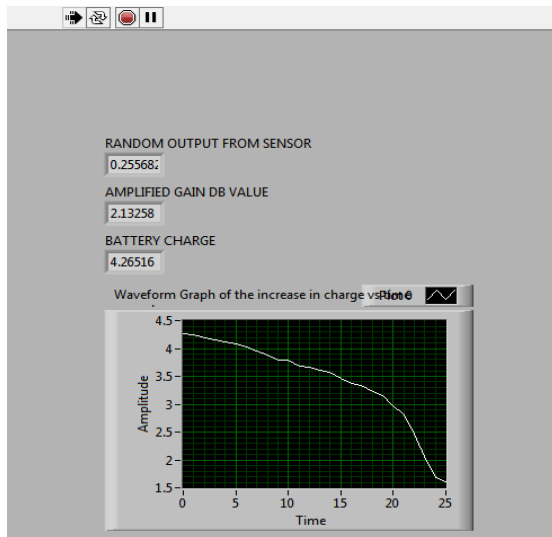 RANDOM OUTPUT FROM SENSOR
0.255682
AMPLIFIED GAIN DB VALUE
2.13258
BATTERY CHARGE
4.26516
Waveform Graph of the increase in charge vs time
Plot 0
4.5
4
3.5
3
2.5
2
1.5
Amplitude
0 5 10 15 20 25
Time